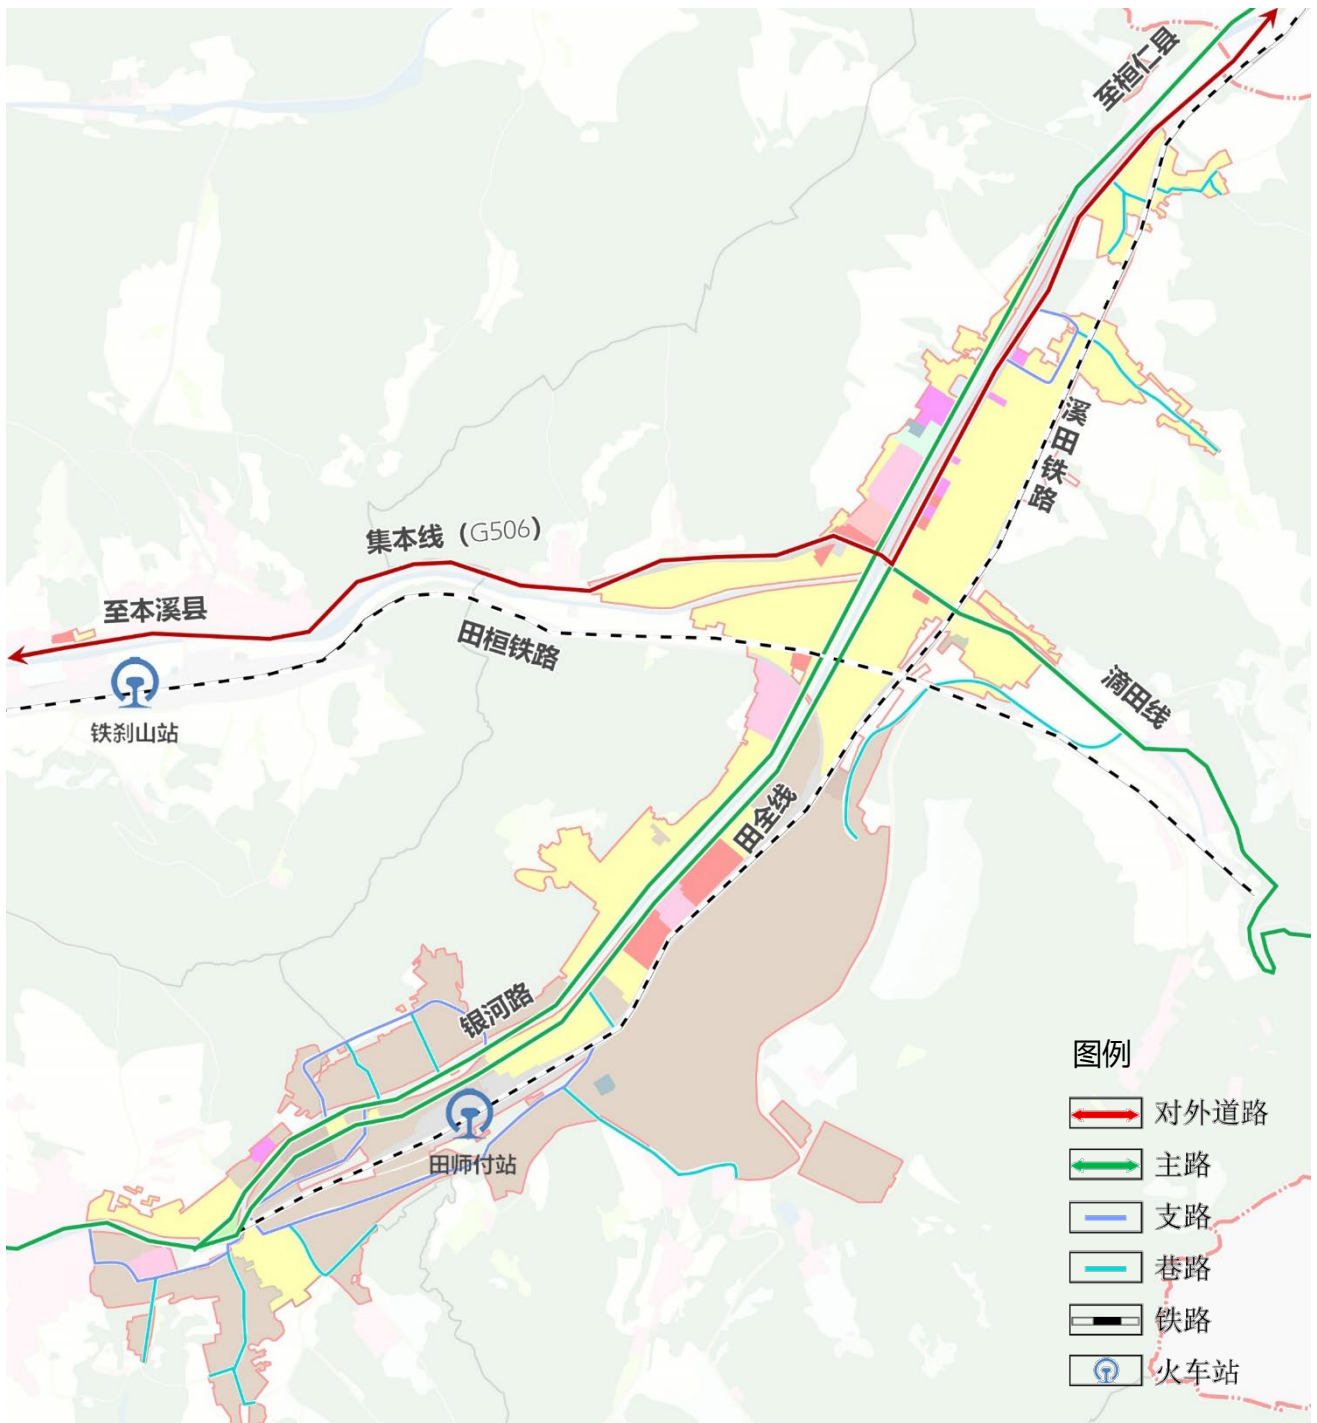 至桓仁县
溪田铁路
集本线（G506）
至本溪县
田桓铁路
滴田线
铁刹山站
田全线
银河路
田师付站
图例
对外道路
主路
支路
巷路
铁路
火车站